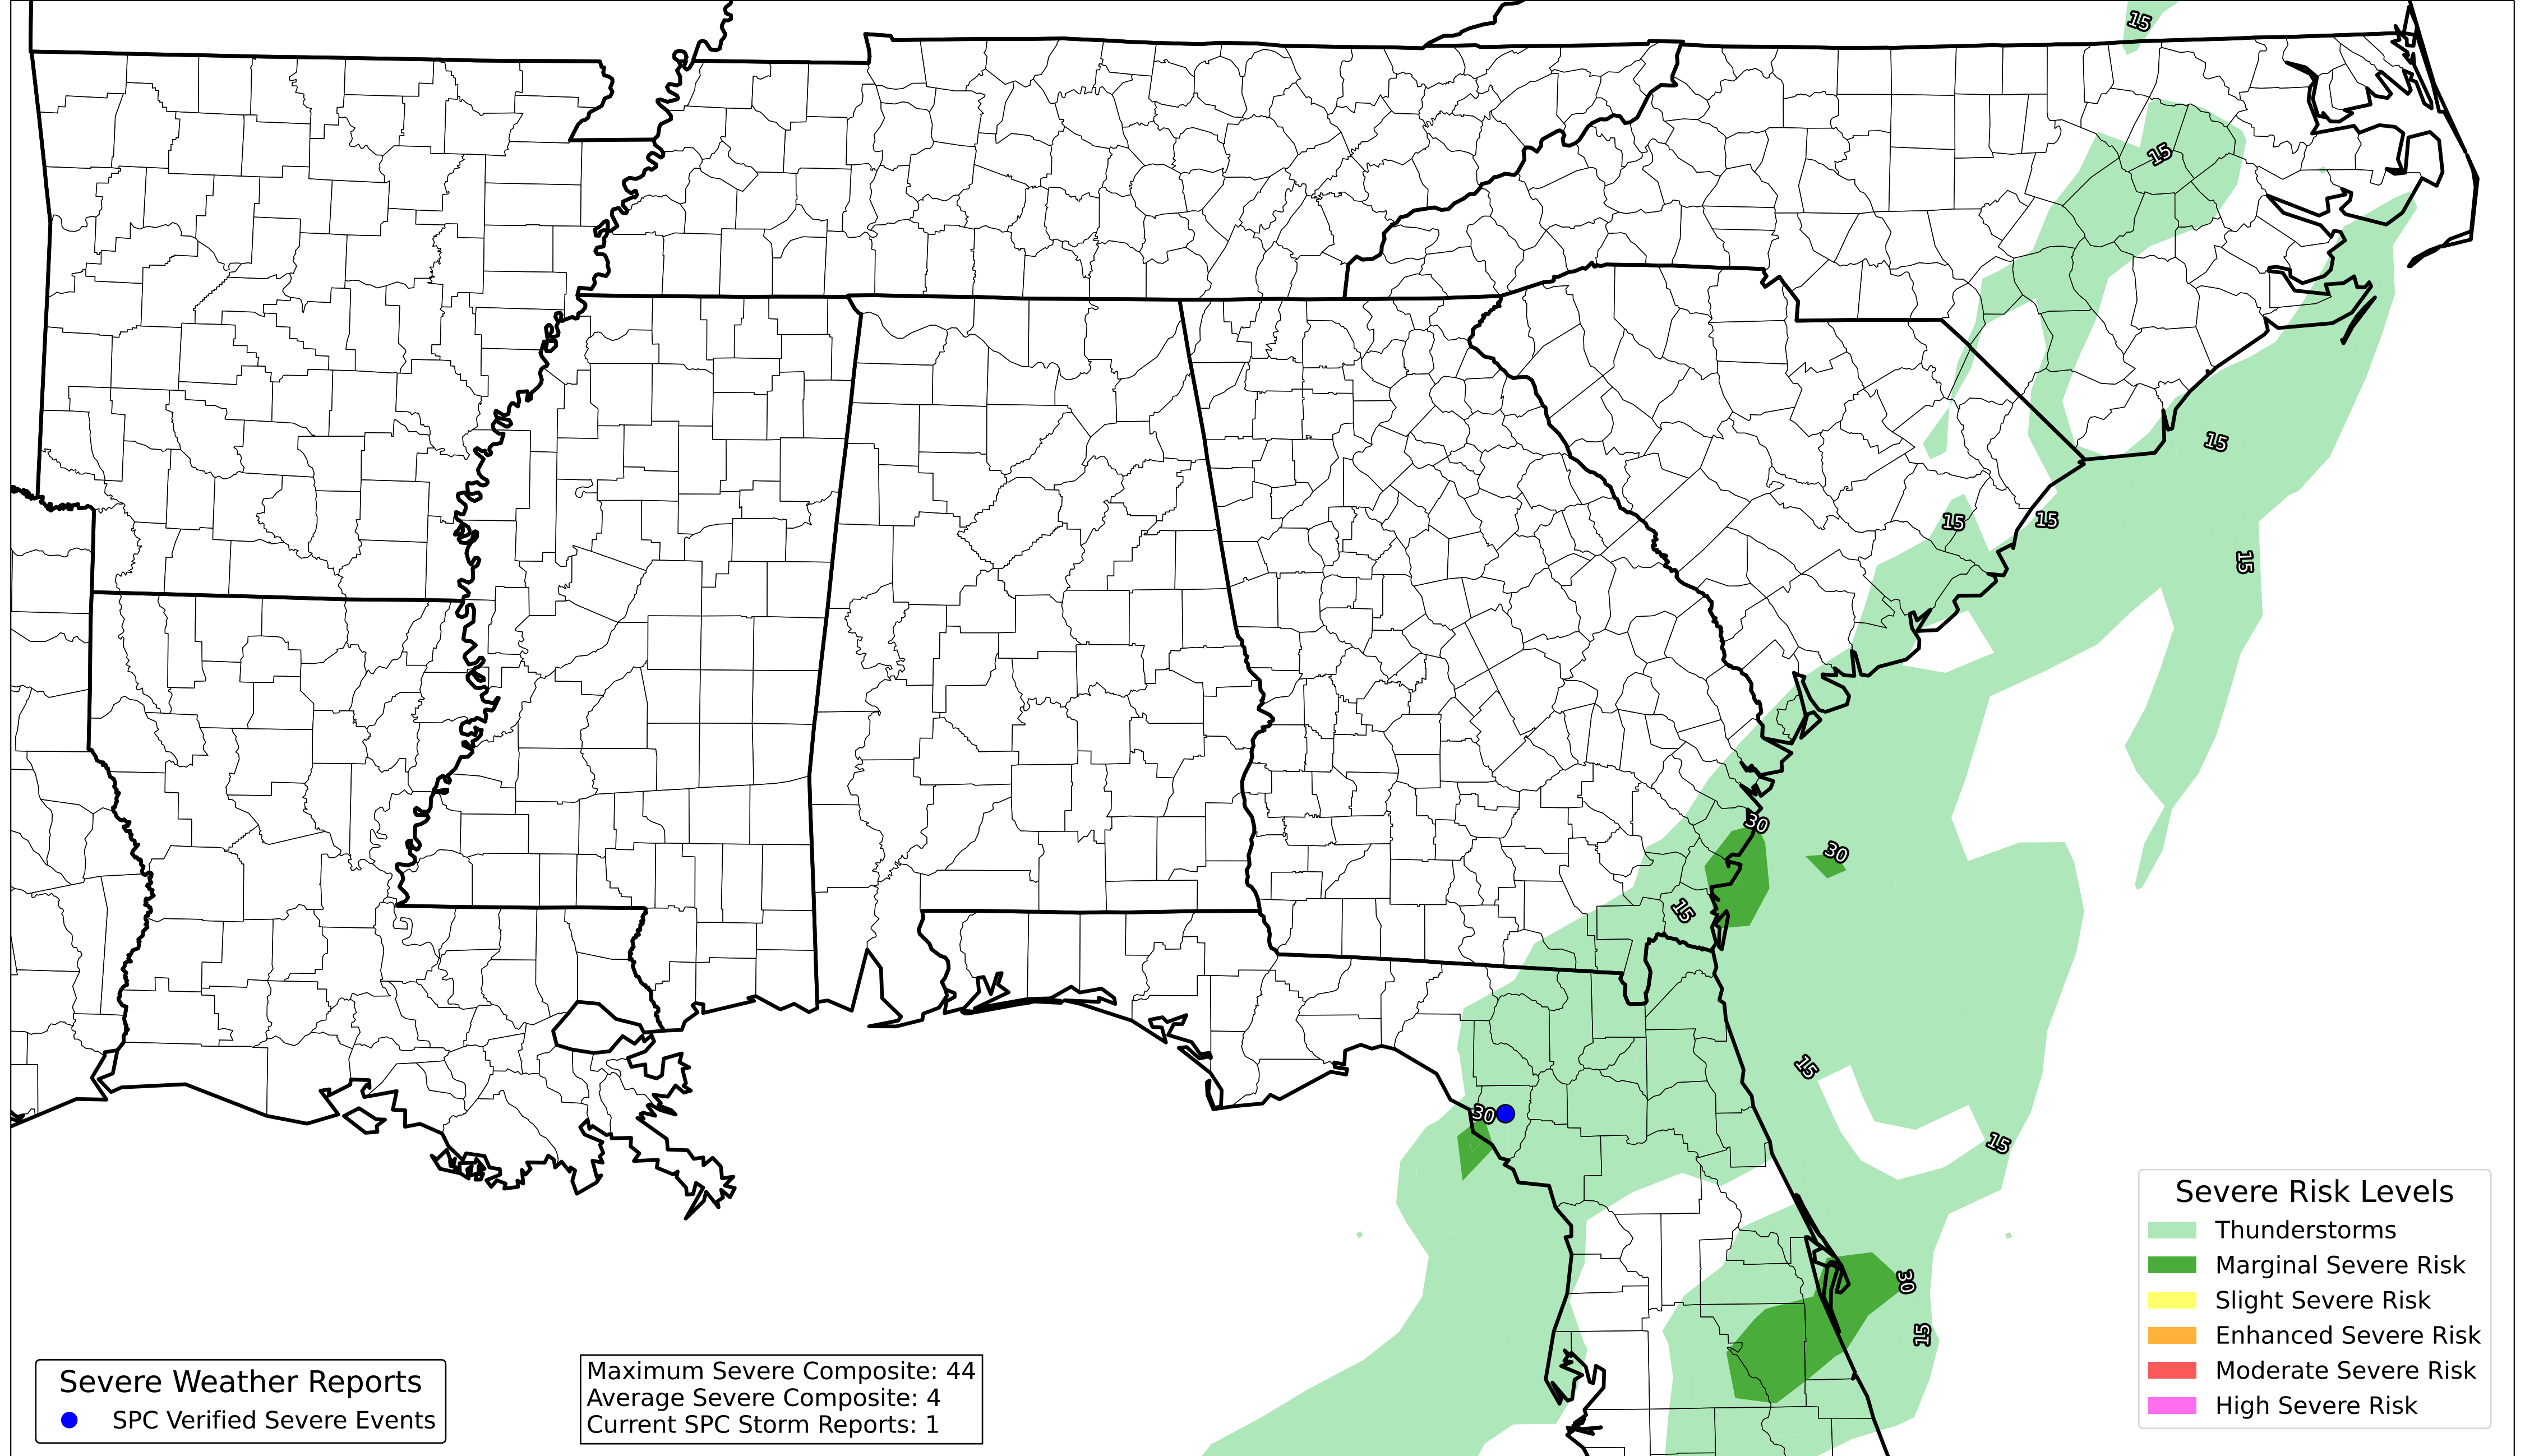 15
15
15
15
15
15
30
30
15
15
30
15
30
15
Severe Risk Levels
Thunderstorms
Marginal Severe Risk
Slight Severe Risk
Enhanced Severe Risk
Moderate Severe Risk
High Severe Risk
Severe Weather Reports
SPC Verified Severe Events
Maximum Severe Composite: 44
Average Severe Composite: 4
Current SPC Storm Reports: 1